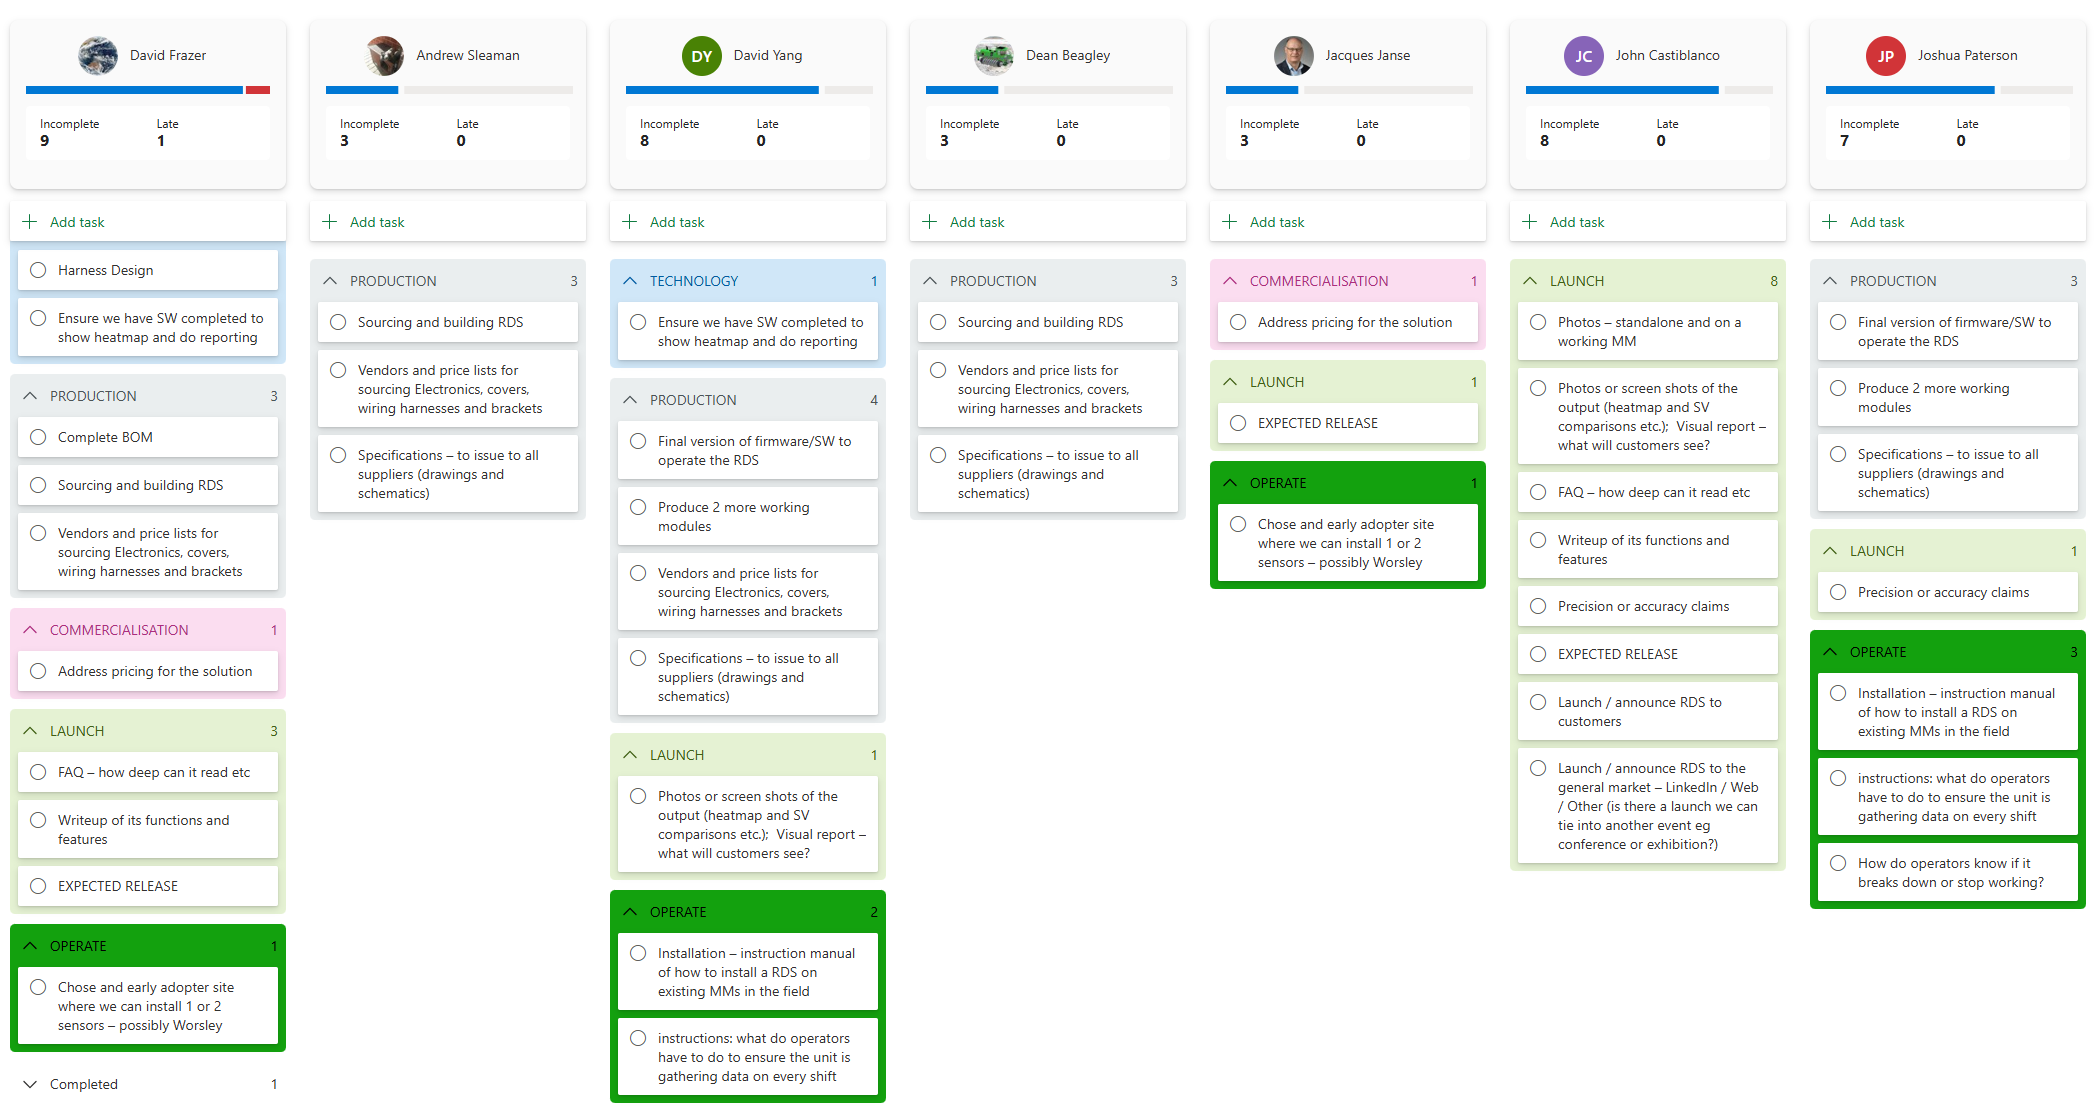 David Frazer
Incomplete
Late
9
1
Add task
Harness Design
Ensure we have SW completed to
show heatmap and do reporting
PRODUCTION 3
Complete BOM
Sourcing and building RDS
Vendors and price lists for
sourcing Electronics, covers,
wiring harnesses and brackets
COMMERCIALISATION 1
Address pricing for the solution
LAUNCH 3
FAQ – how deep can it read etc
Writeup of its functions and
features
EXPECTED RELEASE
OPERATE 1
Chose and early adopter site
where we can install 1 or 2
sensors – possibly Worsley
Completed 1
Andrew Sleaman
Incomplete
Late
3
0
Add task
PRODUCTION 3
Sourcing and building RDS
Vendors and price lists for
sourcing Electronics, covers,
wiring harnesses and brackets
Specifications – to issue to all
suppliers (drawings and
schematics)
DY
David Yang
Incomplete
Late
8
0
Add task
TECHNOLOGY 1
Ensure we have SW completed to
show heatmap and do reporting
PRODUCTION 4
Final version of firmware/SW to
operate the RDS
Produce 2 more working
modules
Vendors and price lists for
sourcing Electronics, covers,
wiring harnesses and brackets
Specifications – to issue to all
suppliers (drawings and
schematics)
LAUNCH 1
Photos or screen shots of the
output (heatmap and SV
comparisons etc.);  Visual report –
what will customers see?
OPERATE 2
Installation – instruction manual
of how to install a RDS on
existing MMs in the field
instructions: what do operators
have to do to ensure the unit is
gathering data on every shift
Dean Beagley
Incomplete
Late
3
0
Add task
PRODUCTION 3
Sourcing and building RDS
Vendors and price lists for
sourcing Electronics, covers,
wiring harnesses and brackets
Specifications – to issue to all
suppliers (drawings and
schematics)
Jacques Janse
Incomplete
Late
3
0
Add task
COMMERCIALISATION 1
Address pricing for the solution
LAUNCH 1
EXPECTED RELEASE
OPERATE 1
Chose and early adopter site
where we can install 1 or 2
sensors – possibly Worsley
JC
John Castiblanco
Incomplete
Late
8
0
Add task
LAUNCH 8
Photos – standalone and on a
working MM
Photos or screen shots of the
output (heatmap and SV
comparisons etc.);  Visual report –
what will customers see?
FAQ – how deep can it read etc
Writeup of its functions and
features
Precision or accuracy claims
EXPECTED RELEASE
Launch / announce RDS to
customers
Launch / announce RDS to the
general market – LinkedIn / Web
/ Other (is there a launch we can
tie into another event eg
conference or exhibition?)
JP
Joshua Paterson
Incomplete
Late
7
0
Add task
PRODUCTION 3
Final version of firmware/SW to
operate the RDS
Produce 2 more working
modules
Specifications – to issue to all
suppliers (drawings and
schematics)
LAUNCH 1
Precision or accuracy claims
OPERATE 3
Installation – instruction manual
of how to install a RDS on
existing MMs in the field
instructions: what do operators
have to do to ensure the unit is
gathering data on every shift
How do operators know if it
breaks down or stop working?